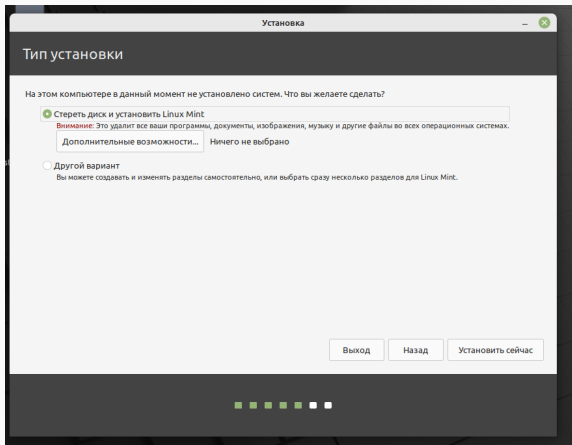 Установка
Тип установки
На этом компьютере в данный момент не установлено систем. Что вы желаете сделать?
Стереть диск и установить Linux Mint
Внимание: Это удалит все ваши программы, документы, изображения, музыку и другие файлы во всех операционных системах.
Дополнительные возможности... Ничего не выбрано
Другой вариант
Вы можете создавать и изменять разделы самостоятельно, или выбрать сразу несколько разделов для Linux Mint.
Выход Назад Установить сейчас